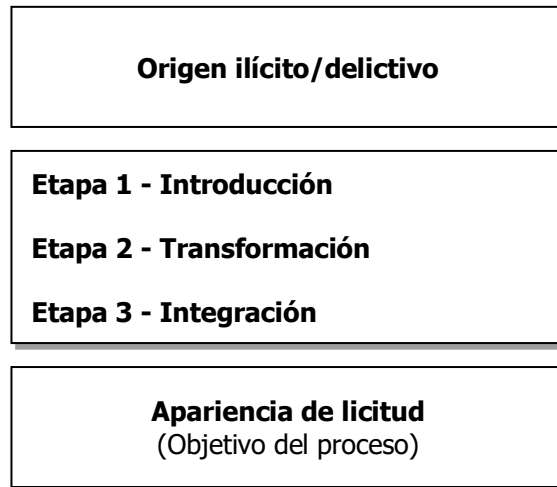 Origen ilícito/delictivo
Etapa 1 - Introducción
Etapa 2 - Transformación
Etapa 3 - Integración
Apariencia de licitud
(Objetivo del proceso)